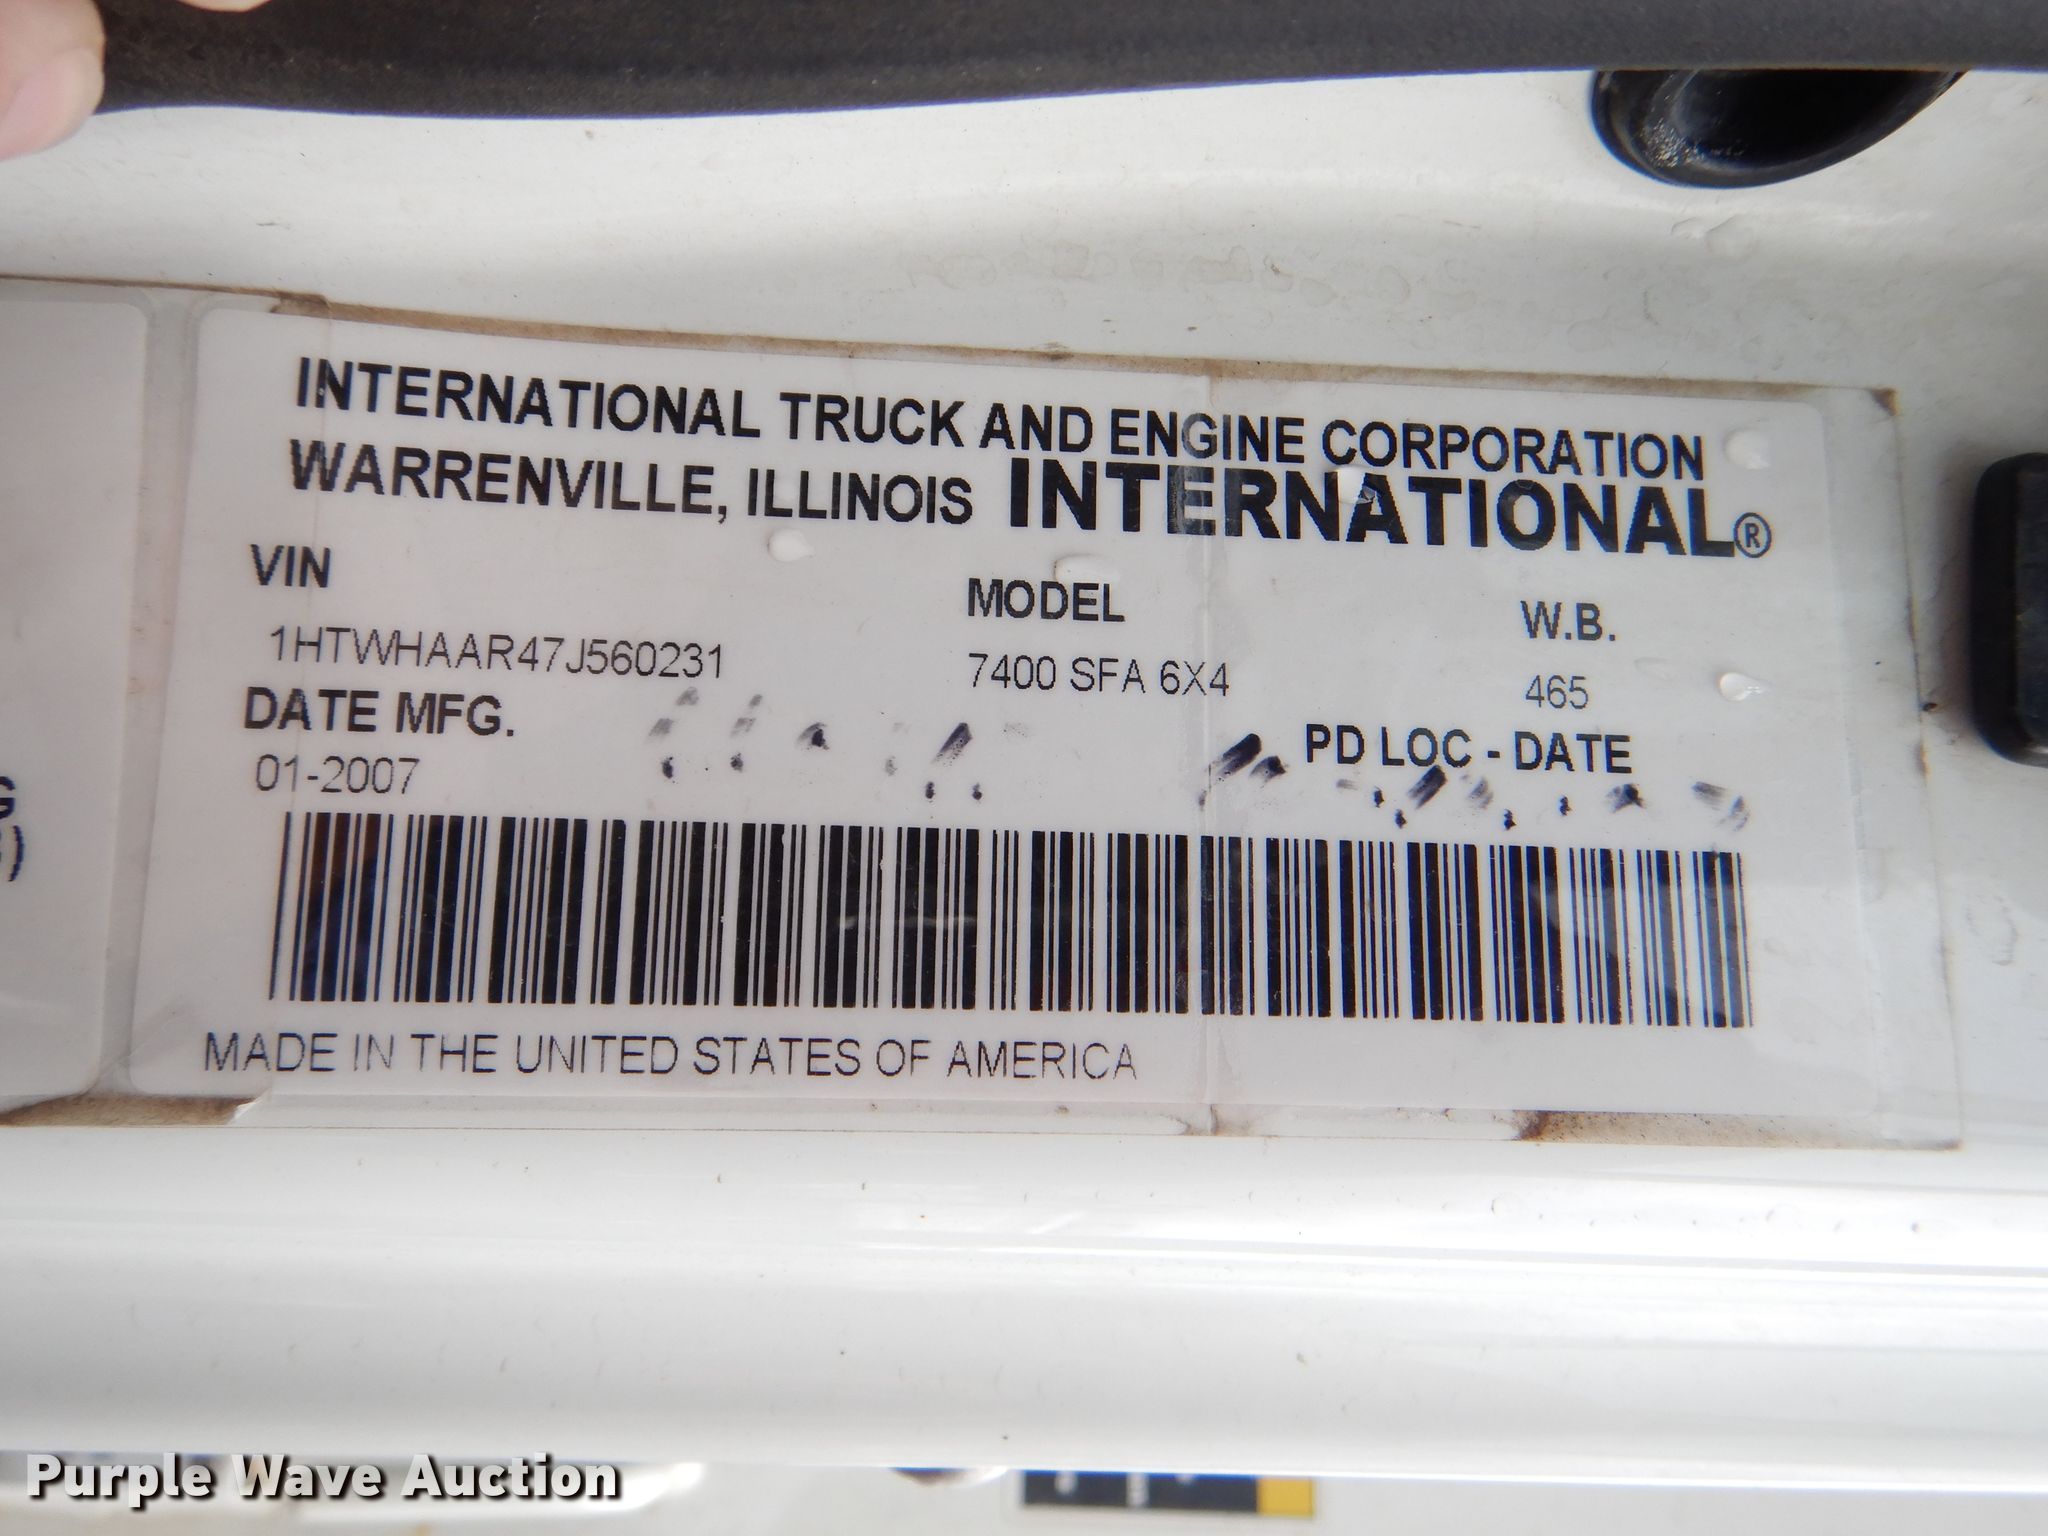 INTERNATIONAL TRUCK AND ENGINE CORPORATION
WARRENVILLE, ILLINOIS INTERNATIONAL®
VIN MODEL W.B.
1HTWHAAR47J560231 7400 SFA 6X4 465
DATE MFG. PD LOC - DATE
01-2007
MADE IN THE UNITED STATES OF AMERICA
Purple Wave Auction